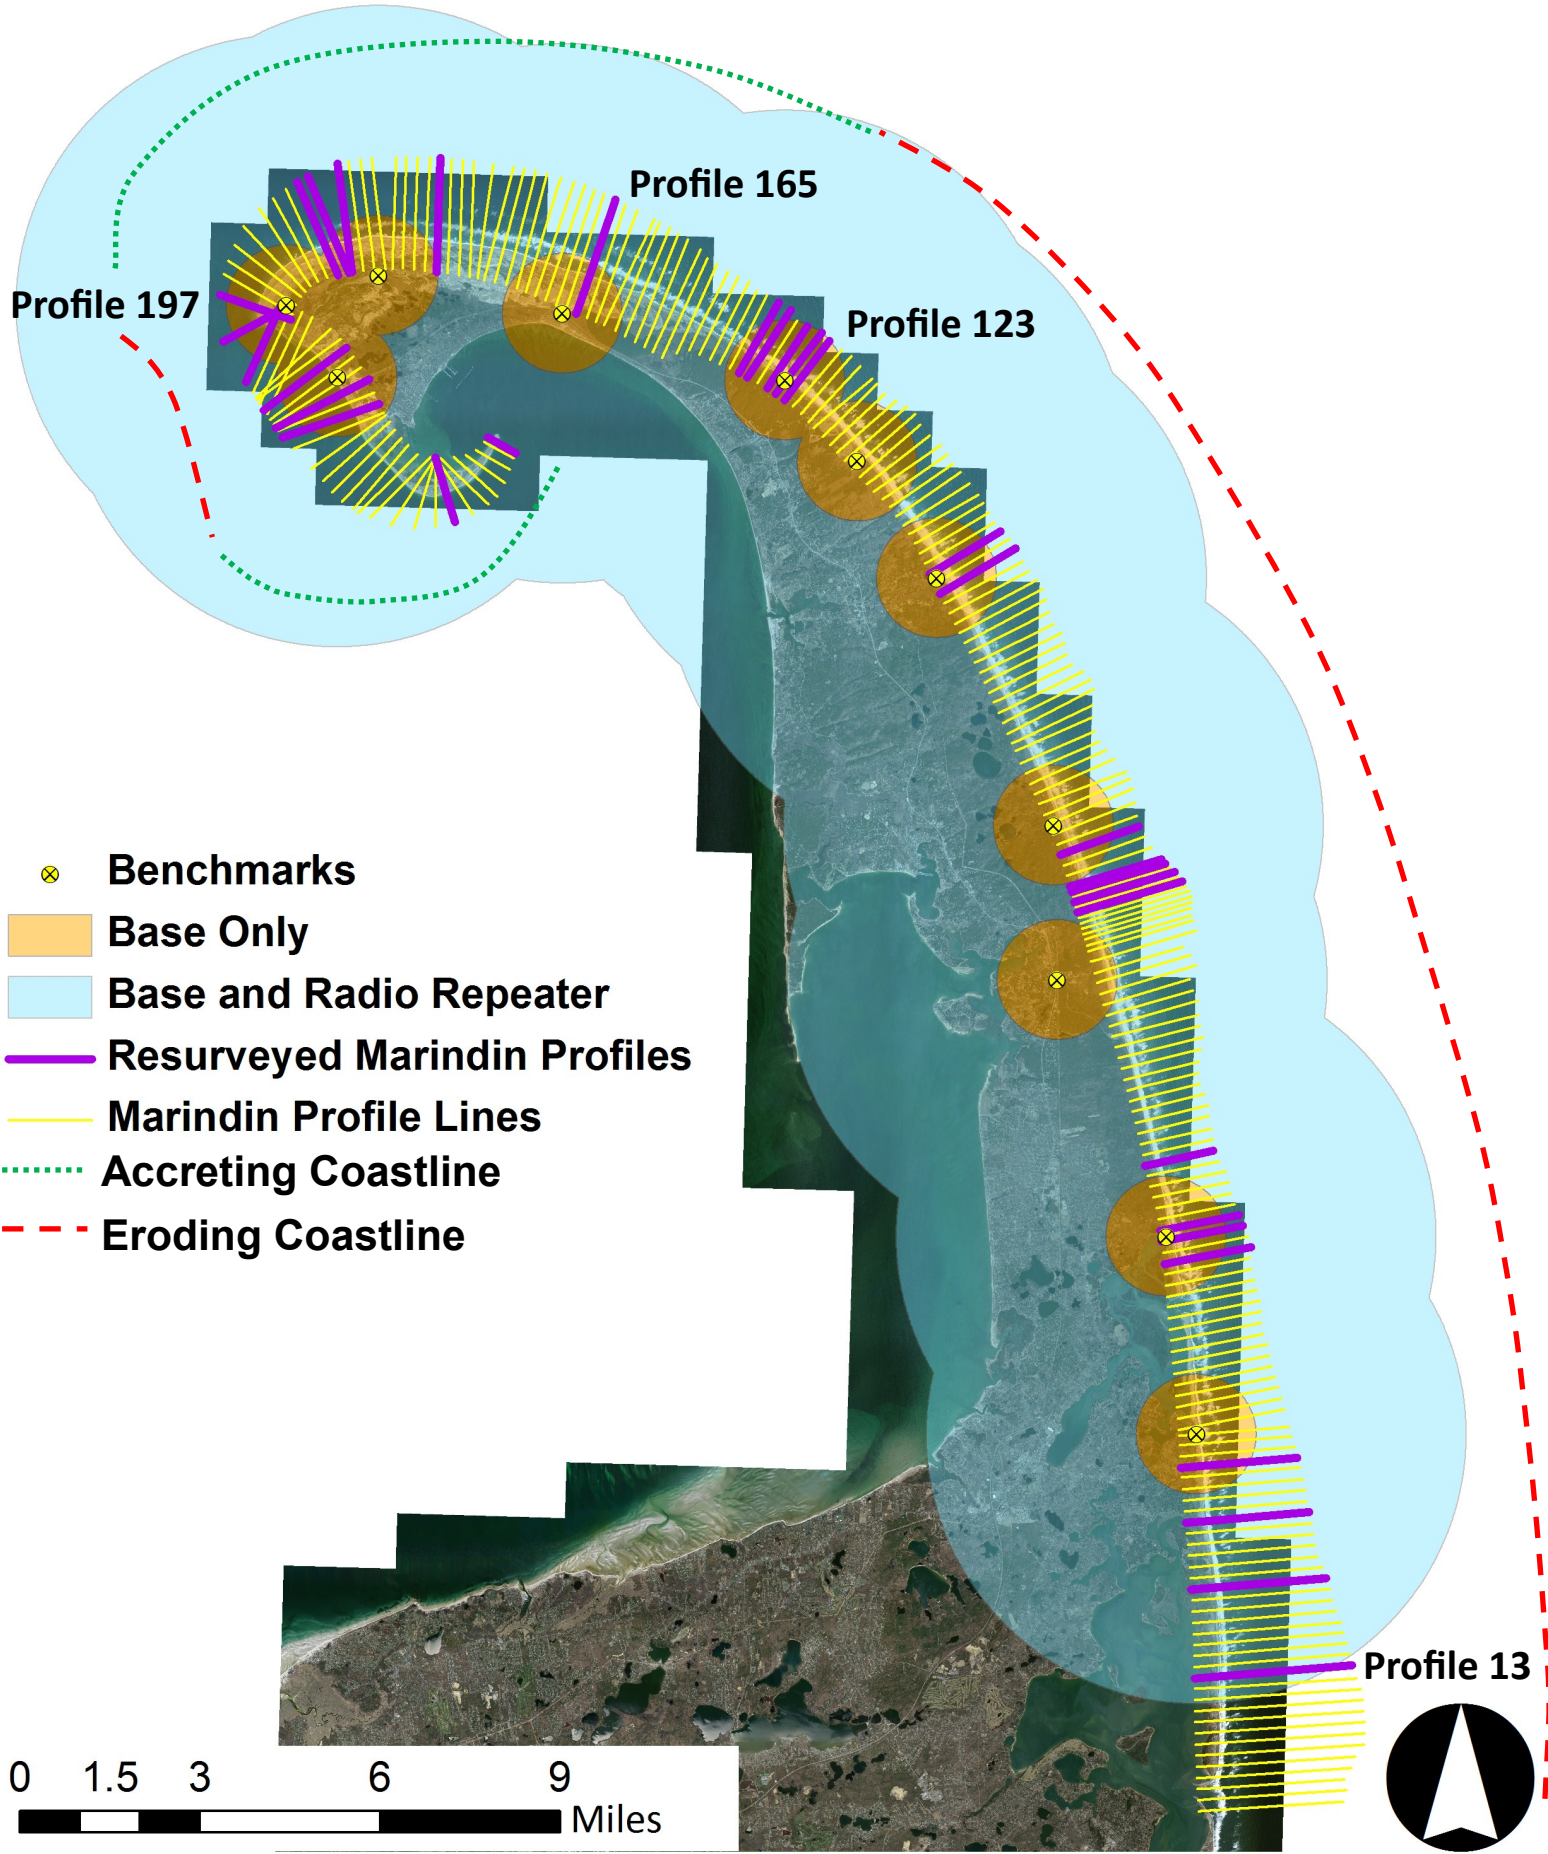 Profile 165
Profile 197
Profile 123
Benchmarks
Base Only
Base and Radio Repeater
Resurveyed Marindin Profiles
Marindin Profile Lines
Accreting Coastline
Eroding Coastline
Profile 13
0 1.5 3 6 9
Miles